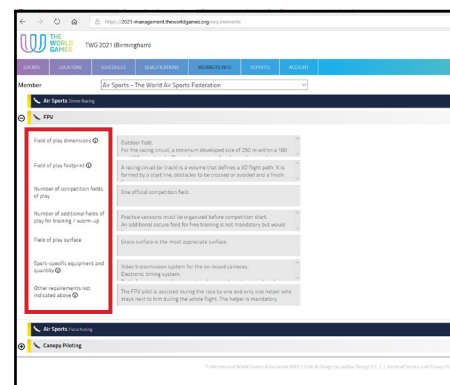 https://2021-management.theworldgames.org/requirements
THE
WORLD
GAMES
TWG 2021 (Birmingham)
EVENTS LOCATIONS SCHEDULES QUALIFICATIONS MEMBERS INFO REPORTS ACCOUNT
Member
Air Sports - The World Air Sports Federation
Air Sports Drone Racing
FPV
Field of play dimensions
Outdoor field.
For the racing circuit, a minimum developed size of 250 m within a 180
Field of play footprint
A racing circuit (or track) is a volume that defines a 3D flight path. It is
formed by a start line, obstacles to be crossed or avoided and a finish
Number of competition fields
of play
One official competition field.
Number of additional fields of
play for training / warm-up
Practice sessions must be organized before competition start.
An additional secure field for free training is not mandatory but would
Field of play surface
Grass surface is the most appreciate surface.
Sport-specific equipment and
quantity
Video transmission system for the on-board cameras.
Electronic timing system.
Other requirements not
indicated above
The FPV pilot is assisted during the race by one and only one helper who
stays next to him during the whole flight. The helper is mandatory.
Air Sports Parachuting
Canopy Piloting
© International World Games Association 2021 | Code & Design by